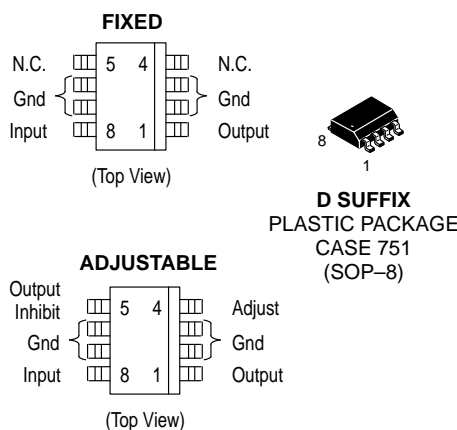 FIXED
N.C. 5 4 N.C.
Gnd Gnd
Input 8 1 Output
(Top View)
8
1
D SUFFIX
PLASTIC PACKAGE
CASE 751
(SOP–8)
ADJUSTABLE
Output
Inhibit 5 4 Adjust
Gnd Gnd
Input 8 1 Output
(Top View)